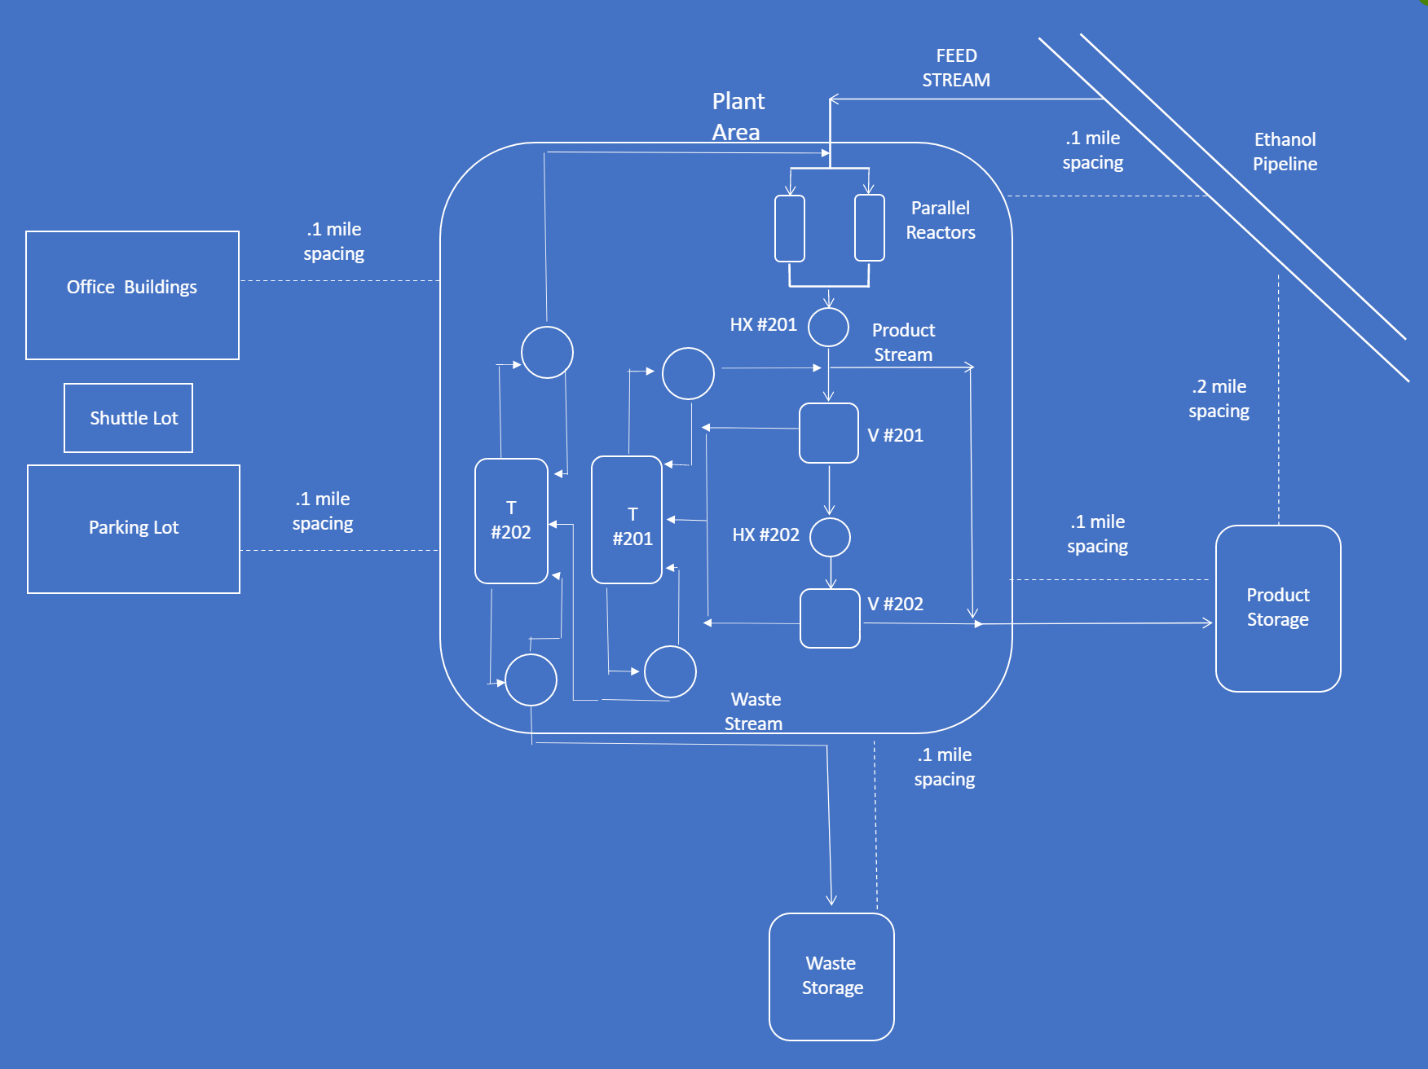 FEED
STREAM
Plant
Area
.1 mile
spacing
Ethanol
Pipeline
Parallel
Reactors
.1 mile
spacing
Office  Buildings
HX #201
Product
Stream
.2 mile
spacing
Shuttle Lot
V #201
.1 mile
spacing
Parking Lot
T
#202
T
#201
HX #202
.1 mile
spacing
V #202
Product
Storage
Waste
Stream
.1 mile
spacing
Waste
Storage